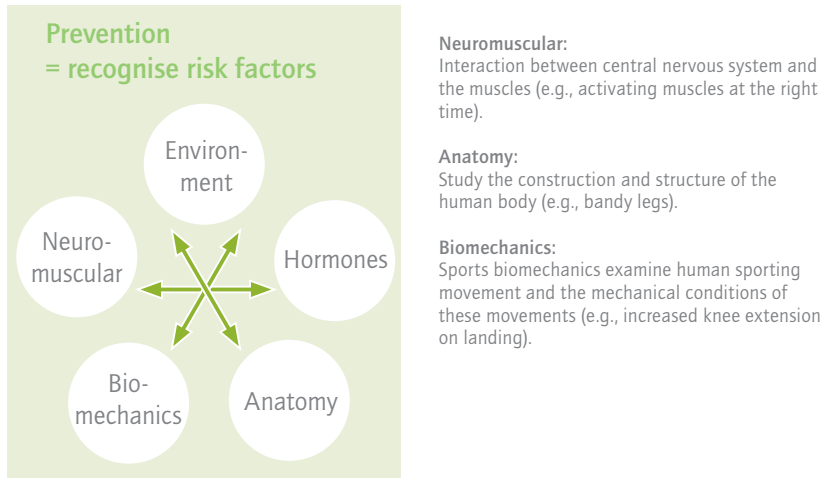 Prevention
= recognise risk factors
Environ-
ment
Neuro-
muscular
Hormones
Bio-
mechanics
Anatomy
Neuromuscular:
Interaction between central nervous system and
the muscles (e.g., activating muscles at the right
time).
Anatomy:
Study the construction and structure of the
human body (e.g., bandy legs).
Biomechanics:
Sports biomechanics examine human sporting
movement and the mechanical conditions of
these movements (e.g., increased knee extension
on landing).